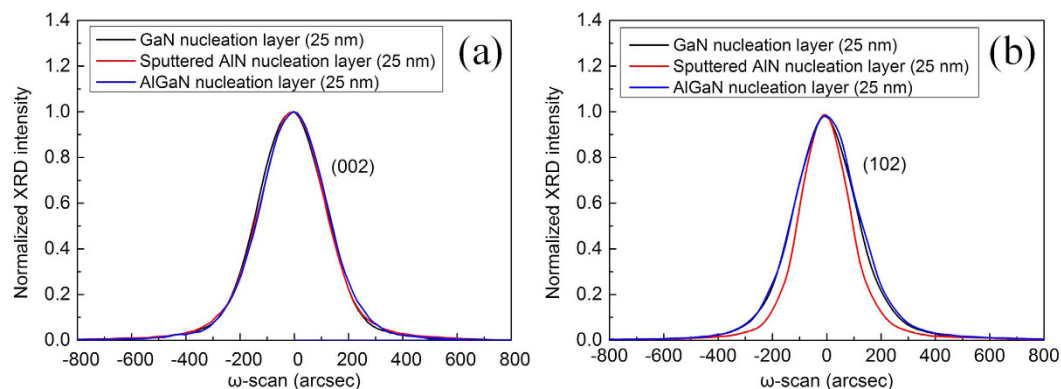 1.4
1.2
1.0
0.8
0.6
0.4
0.2
0.0
Normalized XRD intensity
GaN nucleation layer (25 nm)
Sputtered AlN nucleation layer (25 nm)
AlGaN nucleation layer (25 nm)
(a)
(002)
-800 -600 -400 -200 0 200 400 600 800
ω-scan (arcsec)
1.4
1.2
1.0
0.8
0.6
0.4
0.2
0.0
Normalized XRD intensity
GaN nucleation layer (25 nm)
Sputtered AlN nucleation layer (25 nm)
AlGaN nucleation layer (25 nm)
(b)
(102)
-800 -600 -400 -200 0 200 400 600 800
ω-scan (arcsec)